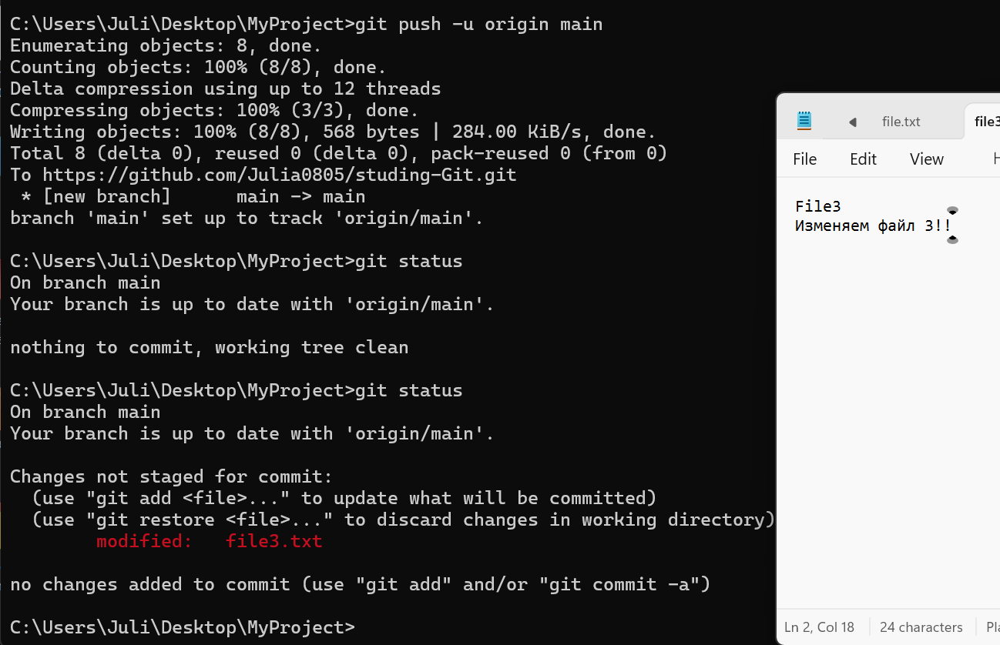 C:\Users\Juli\Desktop\MyProject>git push -u origin main
Enumerating objects: 8, done.
Counting objects: 100% (8/8), done.
Delta compression using up to 12 threads
Compressing objects: 100% (3/3), done.
Writing objects: 100% (8/8), 568 bytes | 284.00 KiB/s, done.
Total 8 (delta 0), reused 0 (delta 0), pack-reused 0 (from 0)
To https://github.com/Julia0805/studing-Git.git
 * [new branch]      main -> main
branch 'main' set up to track 'origin/main'.
C:\Users\Juli\Desktop\MyProject>git status
On branch main
Your branch is up to date with 'origin/main'.
nothing to commit, working tree clean
C:\Users\Juli\Desktop\MyProject>git status
On branch main
Your branch is up to date with 'origin/main'.
Changes not staged for commit:
  (use "git add <file>..." to update what will be committed)
  (use "git restore <file>..." to discard changes in working directory)
        modified:   file3.txt
no changes added to commit (use "git add" and/or "git commit -a")
C:\Users\Juli\Desktop\MyProject>
file.txt file3
File Edit View
File3
Изменяем файл 3!!
Ln 2, Col 18 24 characters